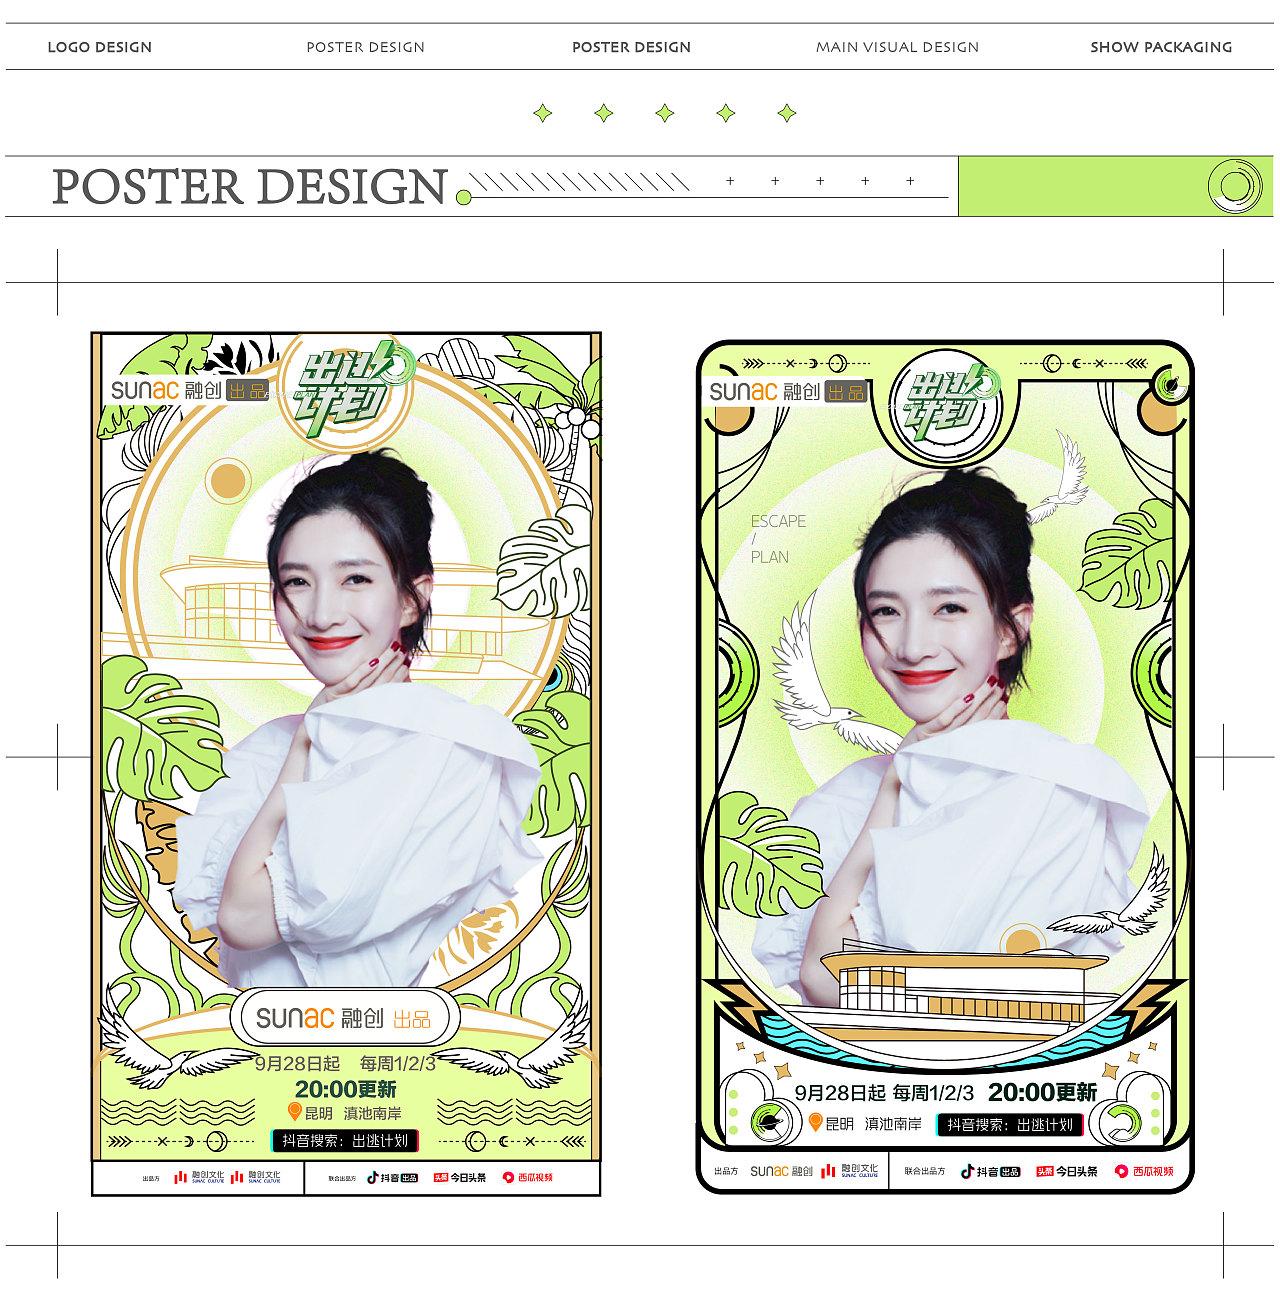 LOGO DESIGN
POSTER DESIGN
POSTER DESIGN
MAIN VISUAL DESIGN
SHOW PACKAGING
POSTER DESIGN
sunac 融创 出品
出逃
计划
sunac 融创 出品
9月28日起 每周1/2/3
20:00更新
昆明 滇池南岸
抖音搜索：出逃计划
出品方 融创文化 SUNAC CULTURE 融创文化 SUNAC CULTURE 联合出品方 抖音出品 头条 今日头条 西瓜视频
sunac 融创 出品
出逃
计划
ESCAPE
/
PLAN
9月28日起 每周1/2/3 20:00更新
昆明 滇池南岸 抖音搜索：出逃计划
出品方 sunac 融创 融创文化 SUNAC CULTURE 联合出品方 抖音出品 头条 今日头条 西瓜视频